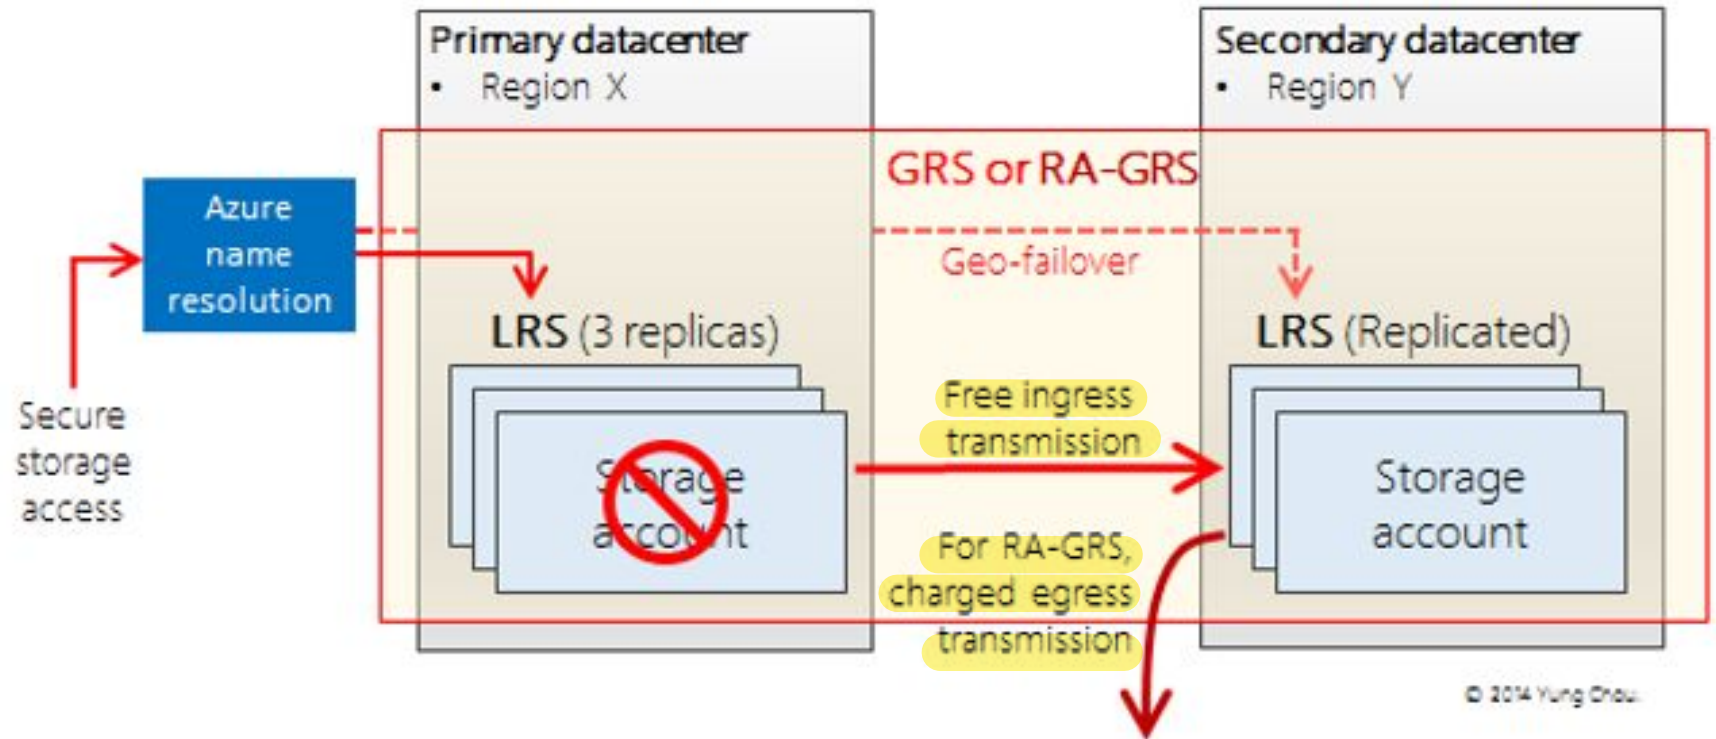 Primary datacenter
• Region X
Secondary datacenter
• Region Y
GRS or RA-GRS
Azure
name
resolution
Geo-failover
LRS (3 replicas)
LRS (Replicated)
Secure
storage
access
Free ingress
transmission
Storage
account
Storage
account
For RA-GRS,
charged egress
transmission
© 2014 Yung Chou.